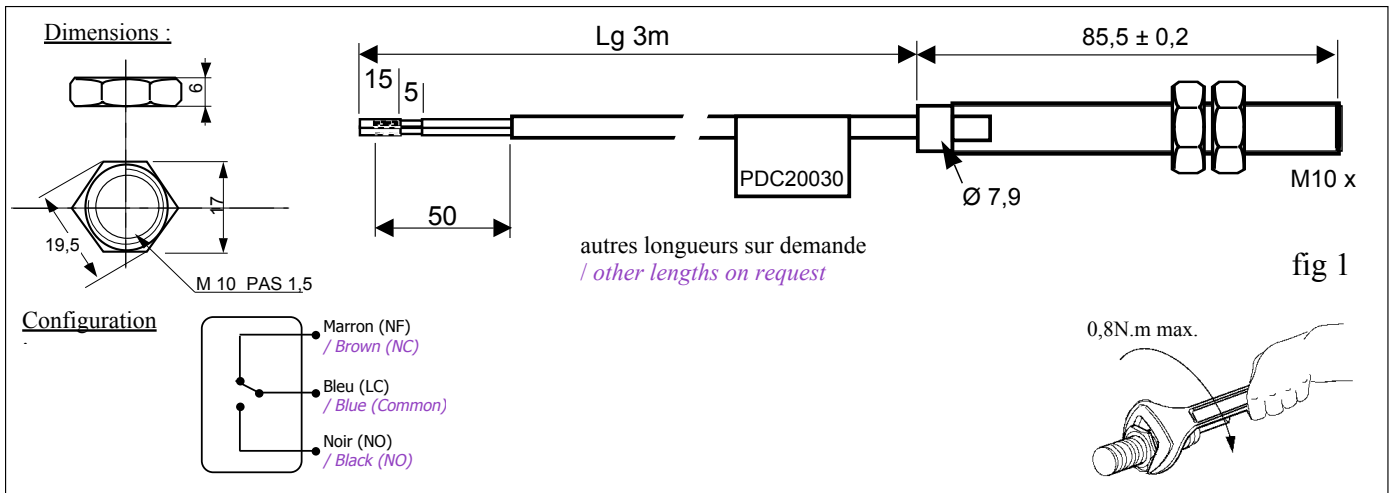 Dimensions :
6
17
19,5
M 10 PAS 1,5
Lg 3m
85,5 ± 0,2
15
5
50
PDC20030
Ø 7,9
M10 x
autres longueurs sur demande
/ other lengths on request
fig 1
Configuration
:
Marron (NF)
/ Brown (NC)
Bleu (LC)
/ Blue (Common)
Noir (NO)
/ Black (NO)
0,8N.m max.